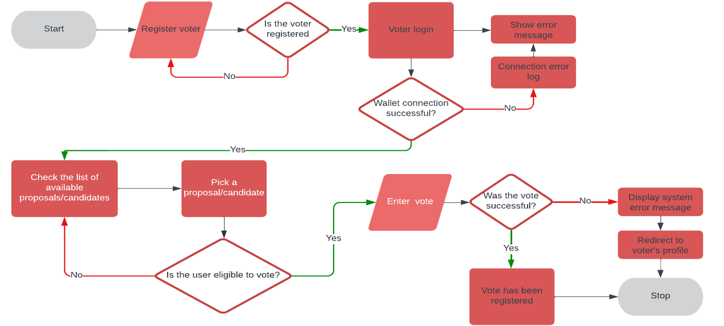 Start
Register voter
Is the voter
registered
Yes
No
Voter login
Show error
message
Connection error
log
Wallet connection
successful?
No
Yes
Check the list of
available
proposals/candidates
Pick a
proposal/candidate
Is the user eligible to vote?
No
Yes
Enter vote
Was the vote
successful?
No
Yes
Display system
error message
Redirect to
voter's profile
Vote has been
registered
Stop